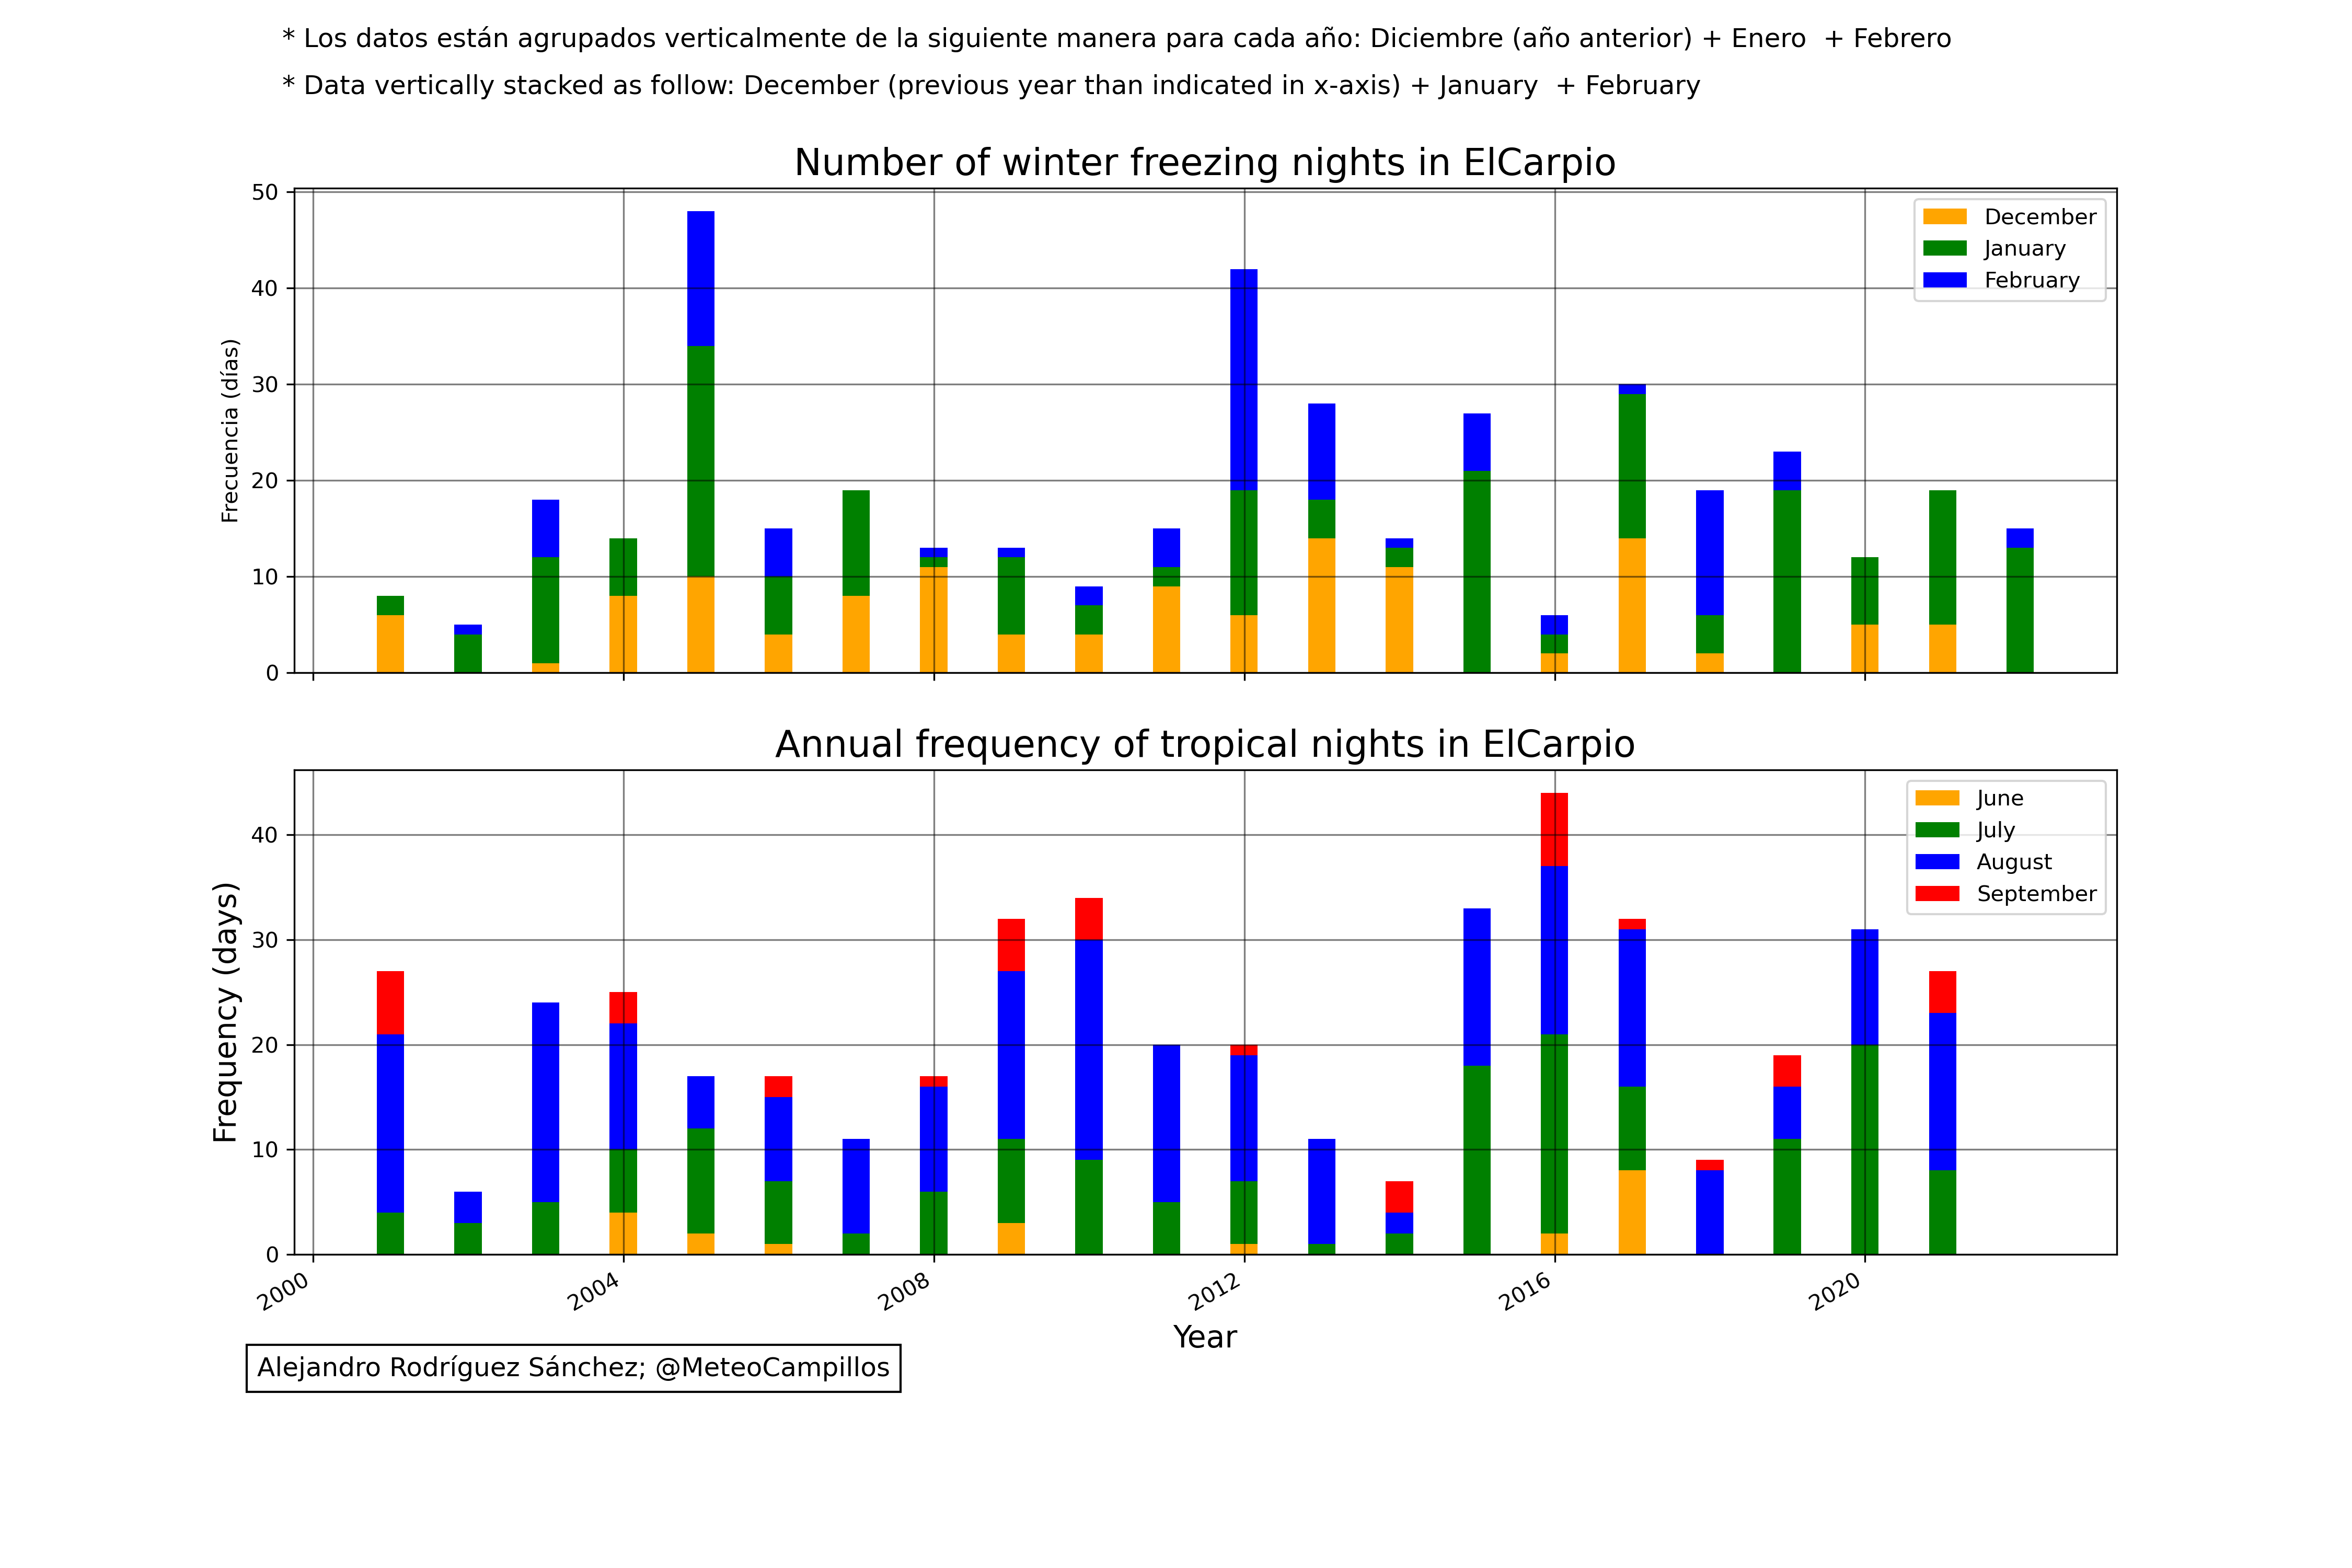 * Los datos están agrupados verticalmente de la siguiente manera para cada año: Diciembre (año anterior) + Enero  + Febrero
* Data vertically stacked as follow: December (previous year than indicated in x-axis) + January  + February
Number of winter freezing nights in ElCarpio
50
40
30
20
10
0
Frecuencia (días)
December
January
February
Annual frequency of tropical nights in ElCarpio
40
30
20
10
0
Frequency (days)
June
July
August
September
2000
2004
2008
2012
2016
2020
Year
Alejandro Rodríguez Sánchez; @MeteoCampillos